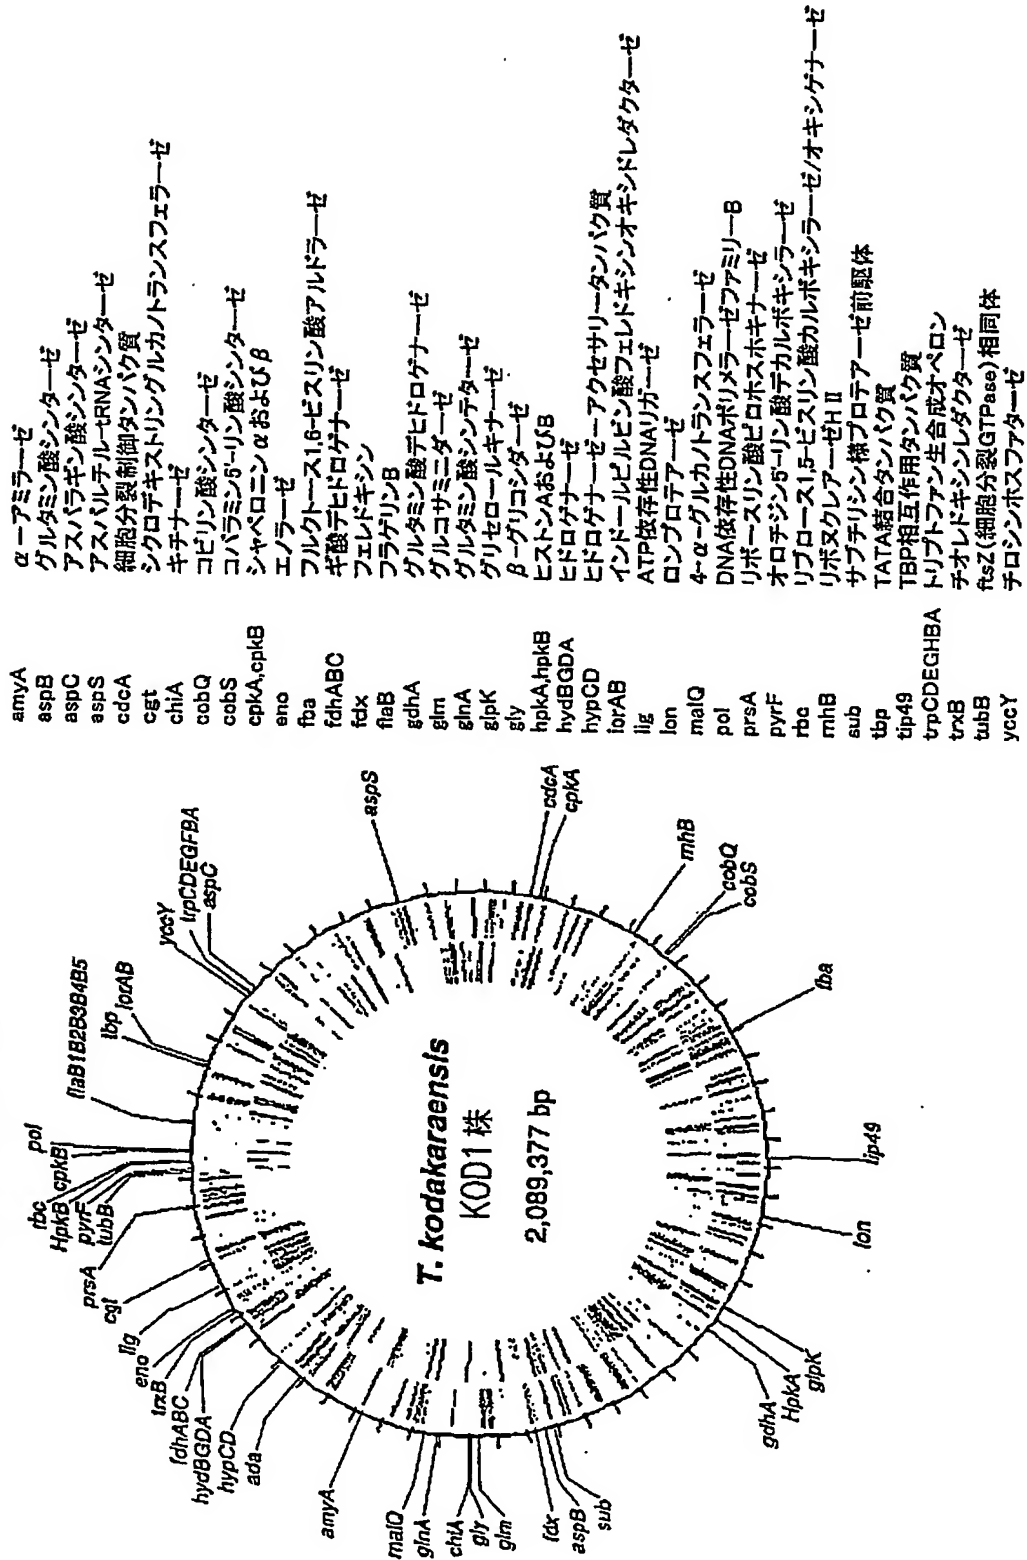 amyA α-アミラーゼ
aspB グルタミン酸シンターゼ
aspC アスパラギン酸シンターゼ
aspS アスパルチル-tRNAシンターゼ
cdcA 細胞分裂制御タンパク質
cgt シクロデキストリングルカノトランスフェラーゼ
chiA キチナーゼ
cobQ コビリン酸シンターゼ
cobS コバラミン5'-リン酸シンターゼ
cpkA,cpkB シャペロニンαおよびβ
eno エノラーゼ
fba フルクトース1,6-ビスリン酸アルドラーゼ
fdhABC ギ酸デヒドロゲナーゼ
fdx フェレドキシン
flaB フラゲリンB
gdhA グルタミン酸デヒドロゲナーゼ
glm グルコサミニダーゼ
glnA グルタミン酸シンテターゼ
glpK グリセロールキナーゼ
gly β-グリコシダーゼ
hpkA,hpkB ヒストンAおよびB
hydBGDA ヒドロゲナーゼ
hypCD ヒドロゲナーゼ-アクセサリータンパク質
iorAB インドールピルビン酸フェレドキシンオキシドレダクターゼ
lig ATP依存性DNAリガーゼ
lon ロンプロテアーゼ
malQ 4-α-グルカノトランスフェラーゼ
pol DNA依存性DNAポリメラーゼファミリーB
prsA リボースリン酸ピロホスホキナーゼ
pyrF オロチジン5'-リン酸デカルボキシラーゼ
rbc リブロース1,5-ビスリン酸カルボキシラーゼ/オキシゲナーゼ
rnhB リボヌクレアーゼHⅡ
sub サブチリシン様プロテアーゼ前駆体
tbp TATA結合タンパク質
tip49 TBP相互作用タンパク質
trpCDEGHBA トリプトファン生合成オペロン
trxB チオレドキシンレダクターゼ
tubB ftsZ(細胞分裂GTPase)相同体
yccY チロシンホスファターゼ
T. kodakaraensis
KOD1 株
2,089,377 bp
pol
cpkB
rbc
HpkB
pyrF
tubB
prsA
cgt
lig
eno
trxB
fdhABC
hydBGDA
hypCD
ada
amyA
malQ
glnA
chiA
gly
glm
fdx
aspB
sub
gdhA
HpkA
glpK
lon
tip49
fba
cobS
cobQ
rnhB
cpkA
cdcA
aspS
aspC
trpCDEGFBA
yccY
iorAB
tbp
flaB1B2B3B4B5